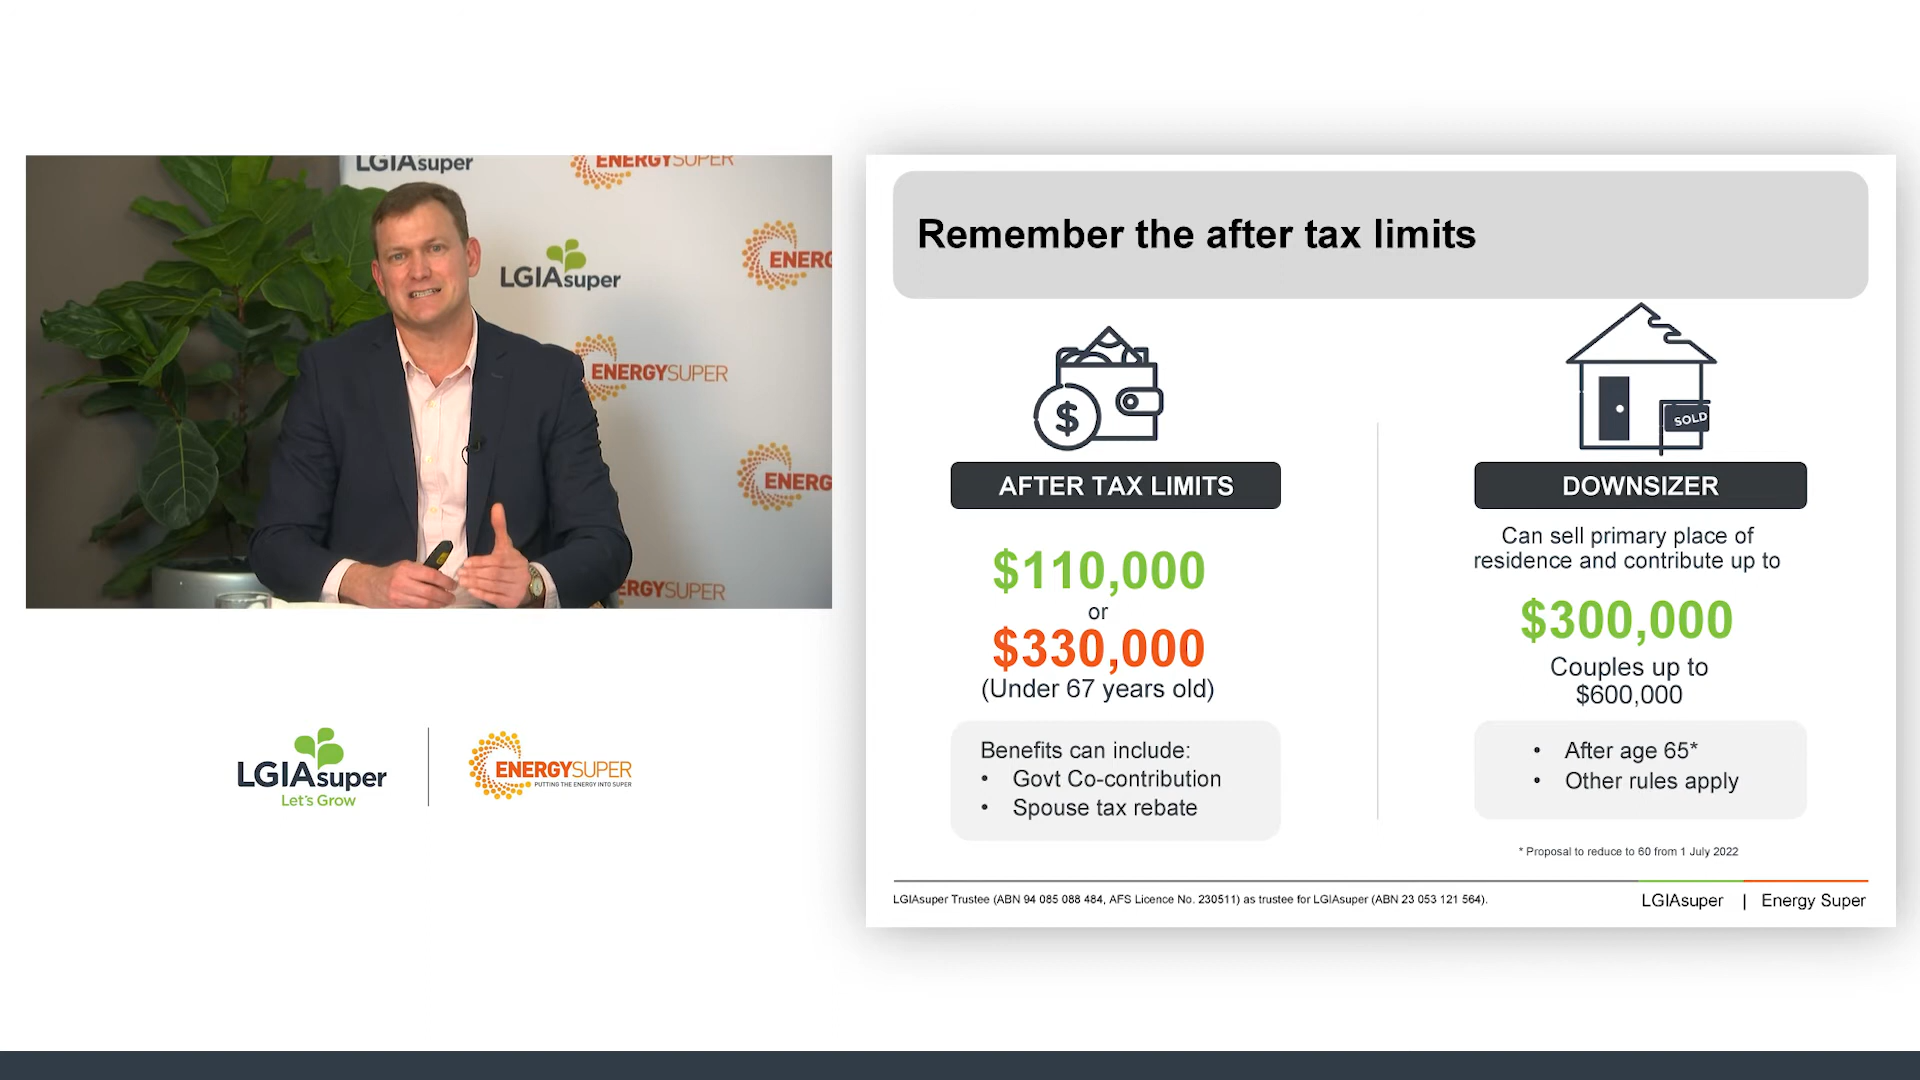 LGIAsuper
ENERGYSUPER
LGIAsuper
ENERG
ENERGYSUPER
ENERG
ERGYSUPER
LGIAsuper
Let's Grow
ENERGYSUPER
PUTTING THE ENERGY INTO SUPER
Remember the after tax limits
$
AFTER TAX LIMITS
$110,000
or
$330,000
(Under 67 years old)
Benefits can include:
• Govt Co-contribution
• Spouse tax rebate
SOLD
DOWNSIZER
Can sell primary place of
residence and contribute up to
$300,000
Couples up to
$600,000
• After age 65*
• Other rules apply
* Proposal to reduce to 60 from 1 July 2022
LGIAsuper Trustee (ABN 94 085 088 484, AFS Licence No. 230511) as trustee for LGIAsuper (ABN 23 053 121 564).
LGIAsuper | Energy Super